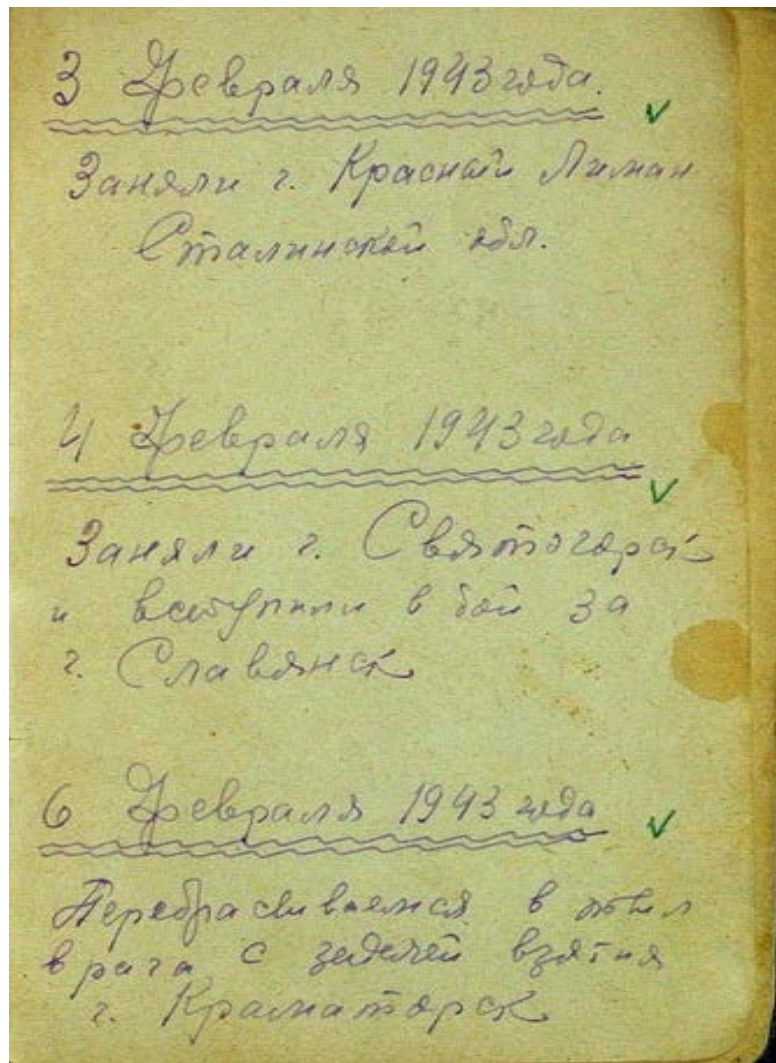 3 Февраля 1943 года.
Заняли г. Красный Лиман
Сталинской обл.
4 Февраля 1943 года
Заняли г. Святогорск
и вступили в бой за
г. Славянск
6 Февраля 1943 года
Перебрасываемся в тыл
врага с задачей взятия
г. Краматорск